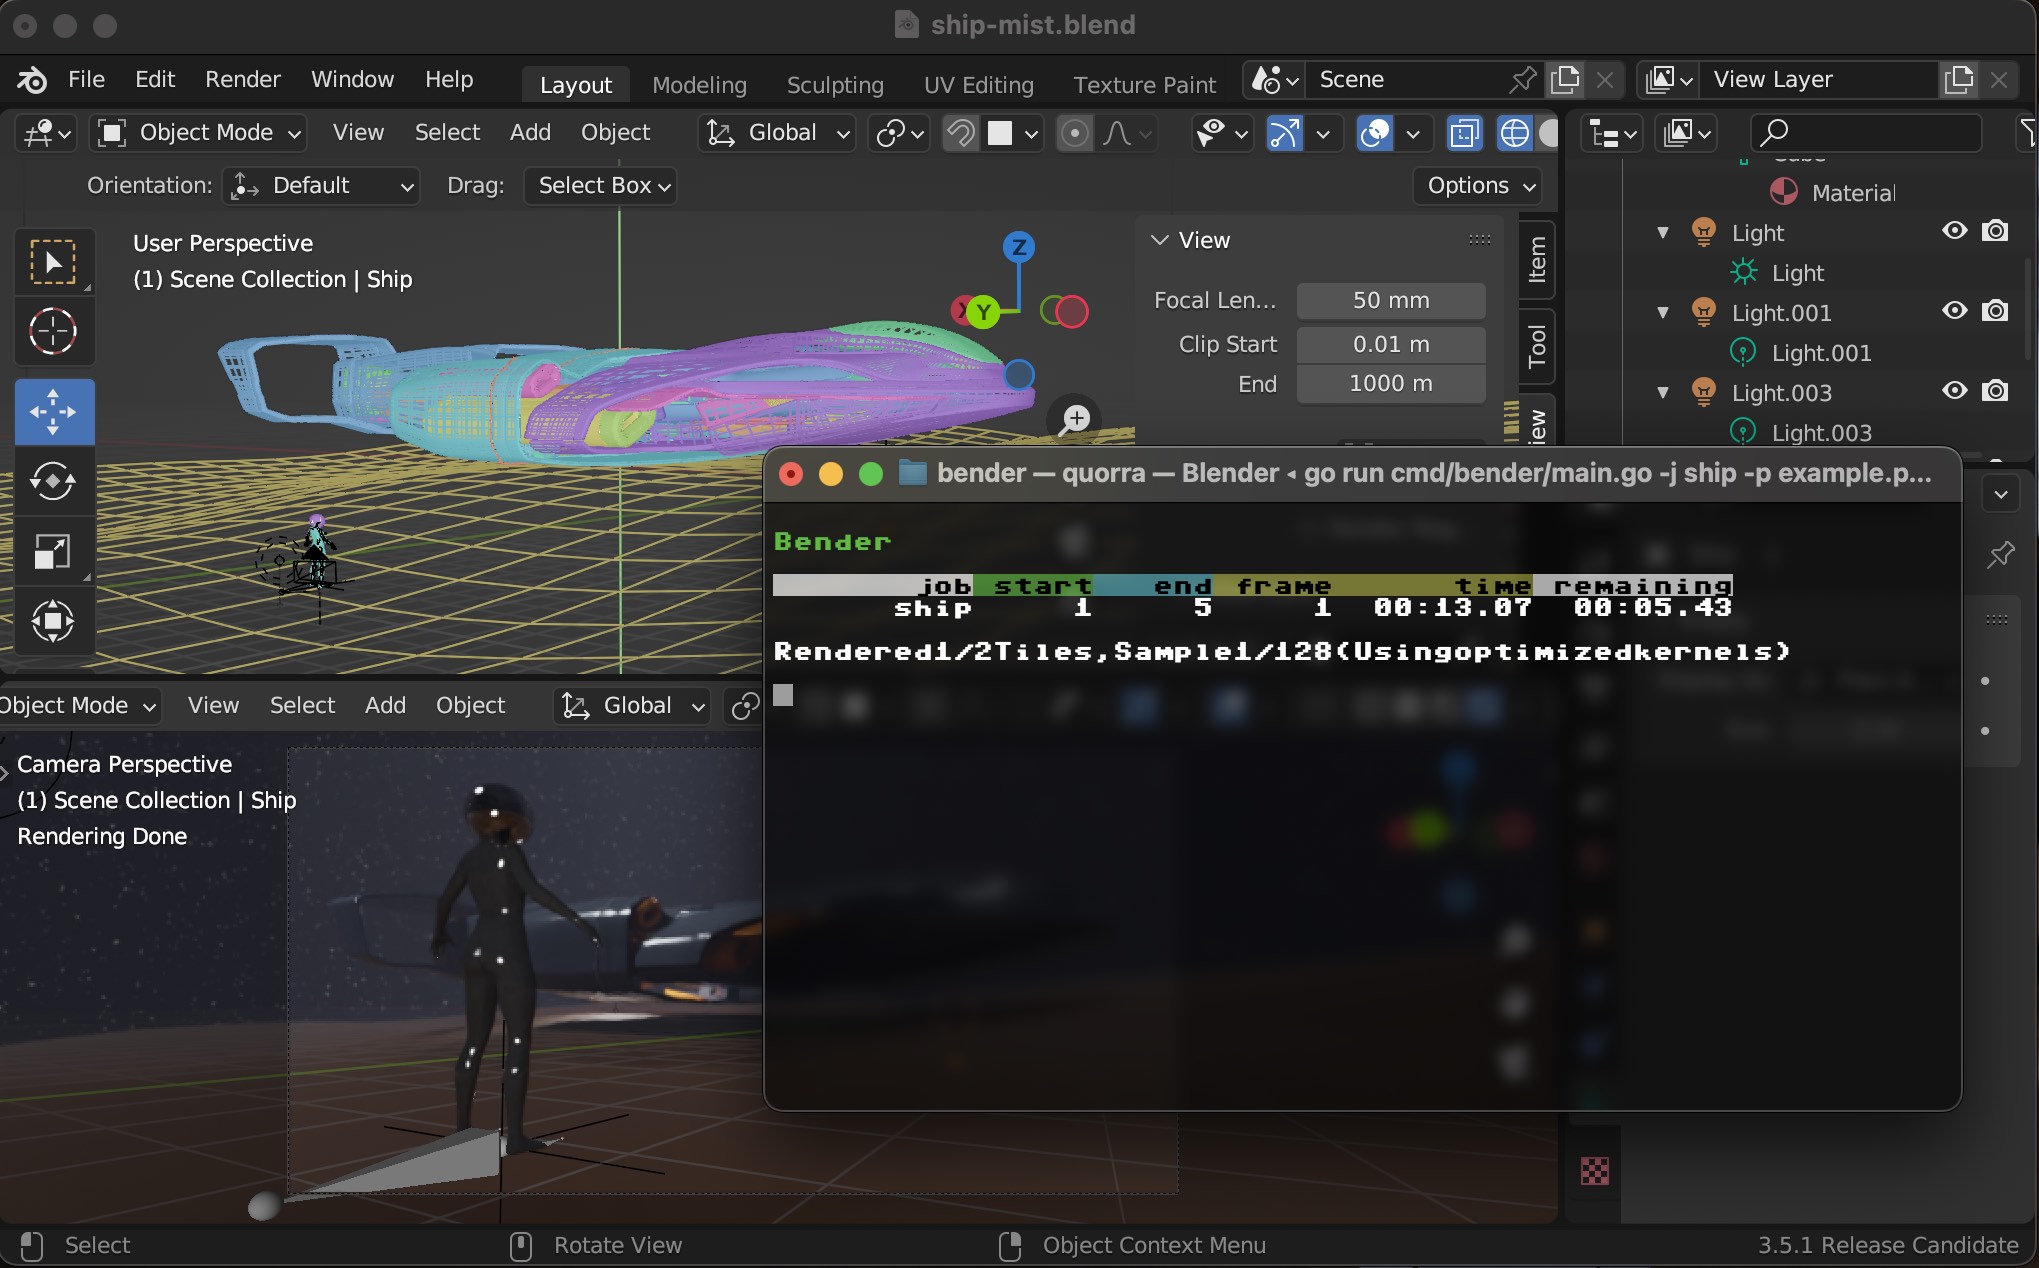 ship-mist.blend
File Edit Render Window Help Layout Modeling Sculpting UV Editing Texture Paint Scene View Layer
Object Mode View Select Add Object Global
Orientation: Default Drag: Select Box Options
User Perspective
(1) Scene Collection | Ship
Z
X Y
View
Focal Len... 50 mm
Clip Start 0.01 m
End 1000 m
Item
Tool
Material
Light
Light
Light.001
Light.001
Light.003
Light.003
bender — quorra — Blender ◂ go run cmd/bender/main.go -j ship -p example.p...
Bender
job start end frame time remaining
ship 1 5 1 00:13.07 00:05.43
Rendered1/2Tiles,Sample1/128(Usingoptimizedkernels)
Object Mode View Select Add Object Global
Camera Perspective
(1) Scene Collection | Ship
Rendering Done
Select Rotate View Object Context Menu 3.5.1 Release Candidate